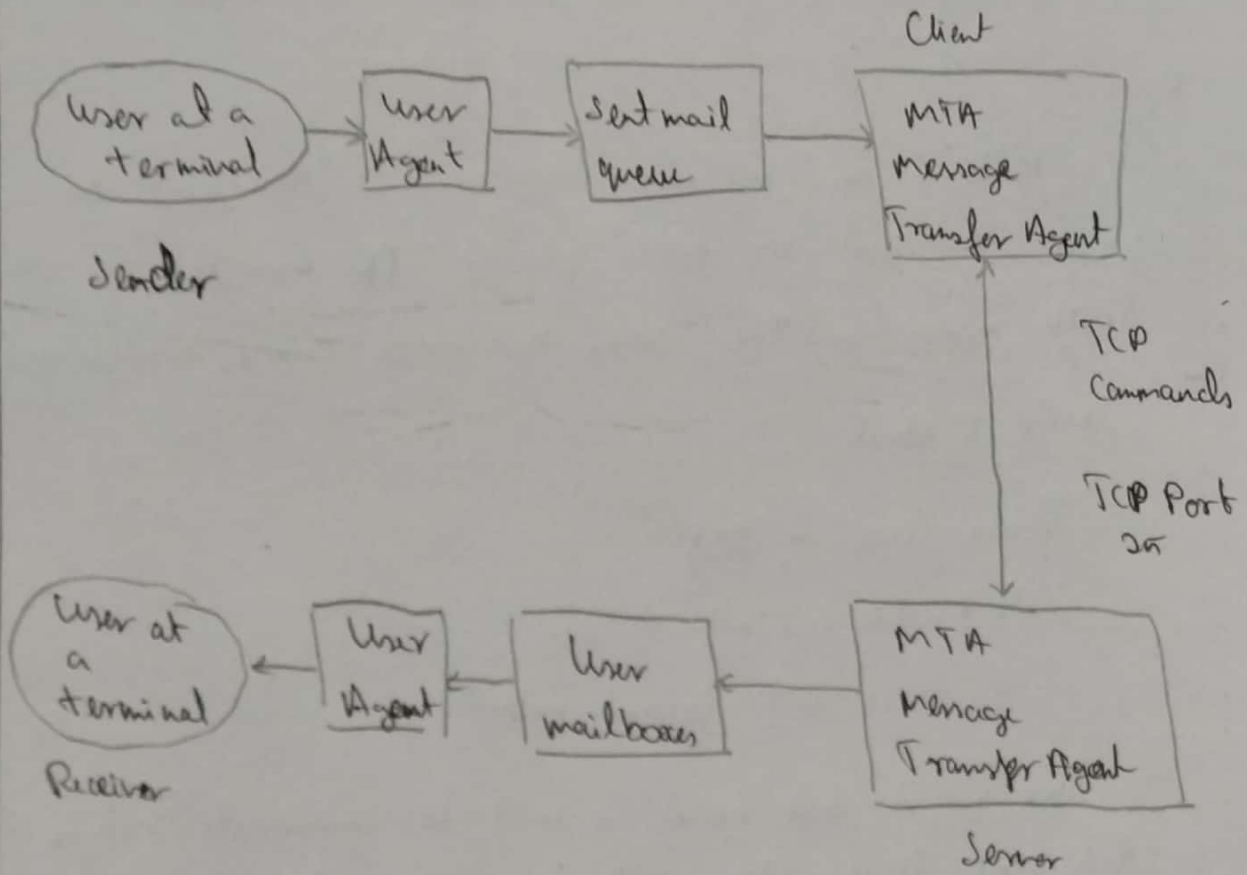 Client
User at a
terminal
User
Agent
Sent mail
queue
MTA
Message
Transfer Agent
Sender
TCP
Commands
TCP Port
25
User at
a
terminal
User
Agent
User
mailboxes
MTA
Message
Transfer Agent
Receiver
Server